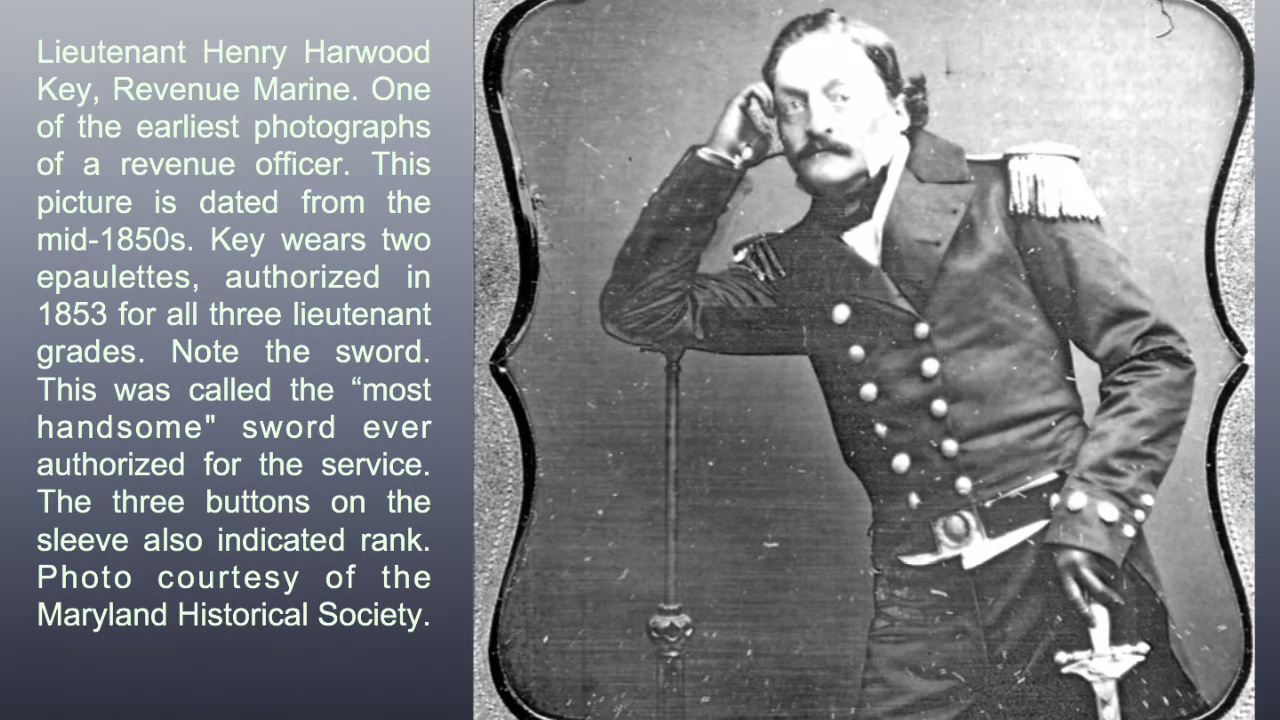 Lieutenant Henry Harwood
Key, Revenue Marine. One
of the earliest photographs
of a revenue officer. This
picture is dated from the
mid-1850s. Key wears two
epaulettes, authorized in
1853 for all three lieutenant
grades. Note the sword.
This was called the “most
handsome" sword ever
authorized for the service.
The three buttons on the
sleeve also indicated rank.
Photo courtesy of the
Maryland Historical Society.